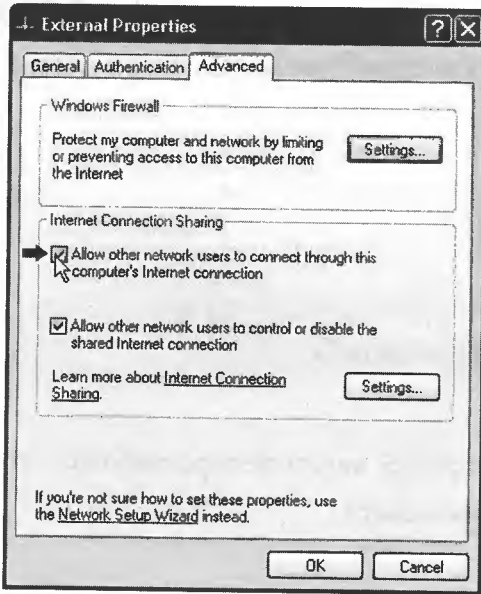 External Properties
General Authentication Advanced
Windows Firewall
Protect my computer and network by limiting
or preventing access to this computer from
the Internet
Settings...
Internet Connection Sharing
Allow other network users to connect through this
computer's Internet connection
Allow other network users to control or disable the
shared Internet connection
Learn more about Internet Connection
Sharing.
Settings...
If you're not sure how to set these properties, use
the Network Setup Wizard instead.
OK Cancel